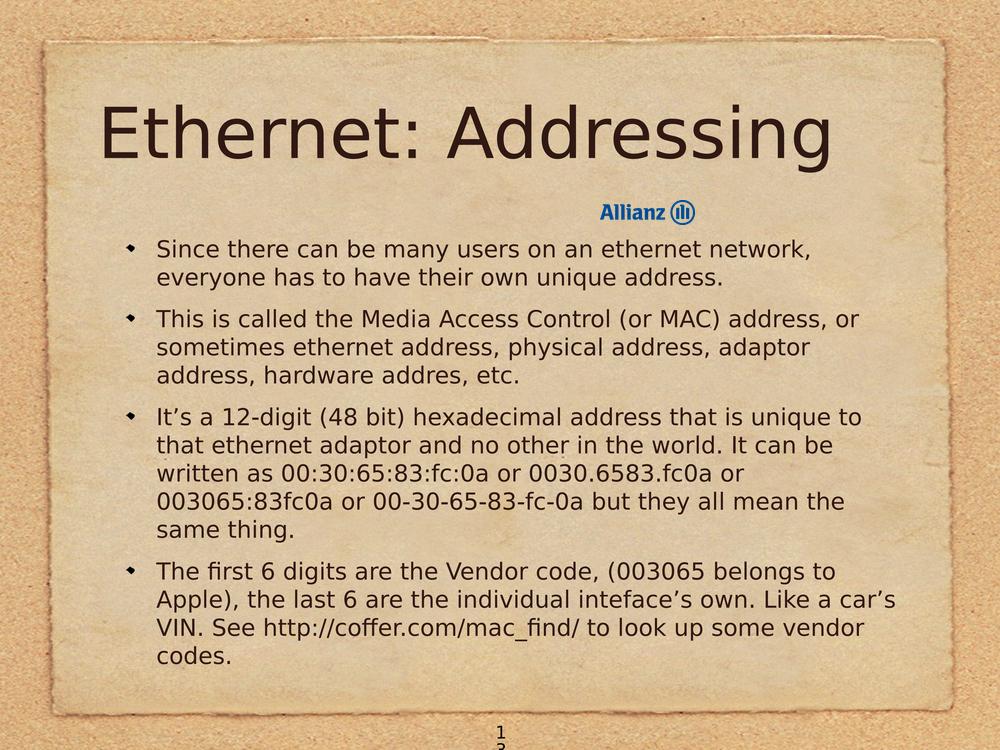 Ethernet: Addressing
Allianz
Since there can be many users on an ethernet network,
everyone has to have their own unique address.
This is called the Media Access Control (or MAC) address, or
sometimes ethernet address, physical address, adaptor
address, hardware addres, etc.
It’s a 12-digit (48 bit) hexadecimal address that is unique to
that ethernet adaptor and no other in the world. It can be
written as 00:30:65:83:fc:0a or 0030.6583.fc0a or
003065:83fc0a or 00-30-65-83-fc-0a but they all mean the
same thing.
The first 6 digits are the Vendor code, (003065 belongs to
Apple), the last 6 are the individual inteface’s own. Like a car’s
VIN. See http://coffer.com/mac_find/ to look up some vendor
codes.
1